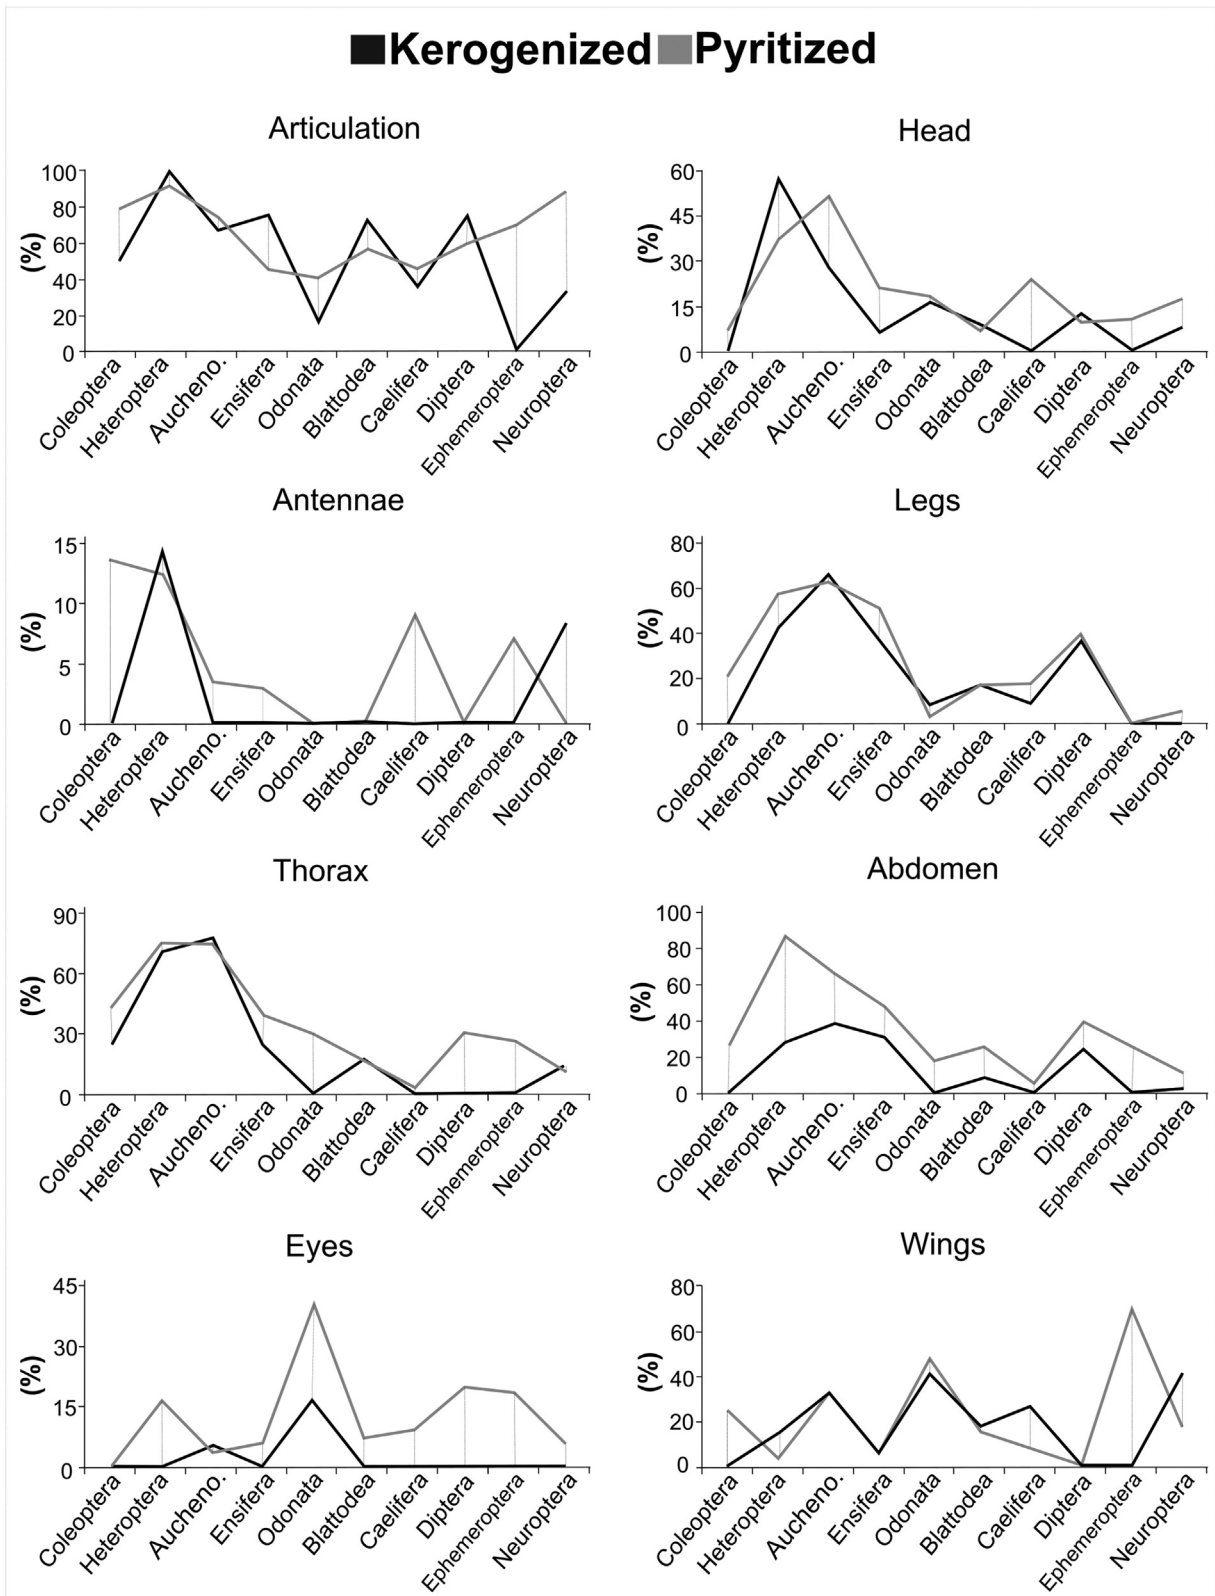 Kerogenized Pyritized
Articulation
(%)
100
80
60
40
20
0
Coleoptera
Heteroptera
Aucheno.
Ensifera
Odonata
Blattodea
Caelifera
Diptera
Ephemeroptera
Neuroptera
Head
(%)
60
45
30
15
0
Coleoptera
Heteroptera
Aucheno.
Ensifera
Odonata
Blattodea
Caelifera
Diptera
Ephemeroptera
Neuroptera
Antennae
(%)
15
10
5
0
Coleoptera
Heteroptera
Aucheno.
Ensifera
Odonata
Blattodea
Caelifera
Diptera
Ephemeroptera
Neuroptera
Legs
(%)
80
60
40
20
0
Coleoptera
Heteroptera
Aucheno.
Ensifera
Odonata
Blattodea
Caelifera
Diptera
Ephemeroptera
Neuroptera
Thorax
(%)
90
60
30
0
Coleoptera
Heteroptera
Aucheno.
Ensifera
Odonata
Blattodea
Caelifera
Diptera
Ephemeroptera
Neuroptera
Abdomen
(%)
100
80
60
40
20
0
Coleoptera
Heteroptera
Aucheno.
Ensifera
Odonata
Blattodea
Caelifera
Diptera
Ephemeroptera
Neuroptera
Eyes
(%)
45
30
15
0
Coleoptera
Heteroptera
Aucheno.
Ensifera
Odonata
Blattodea
Caelifera
Diptera
Ephemeroptera
Neuroptera
Wings
(%)
80
60
40
20
0
Coleoptera
Heteroptera
Aucheno.
Ensifera
Odonata
Blattodea
Caelifera
Diptera
Ephemeroptera
Neuroptera